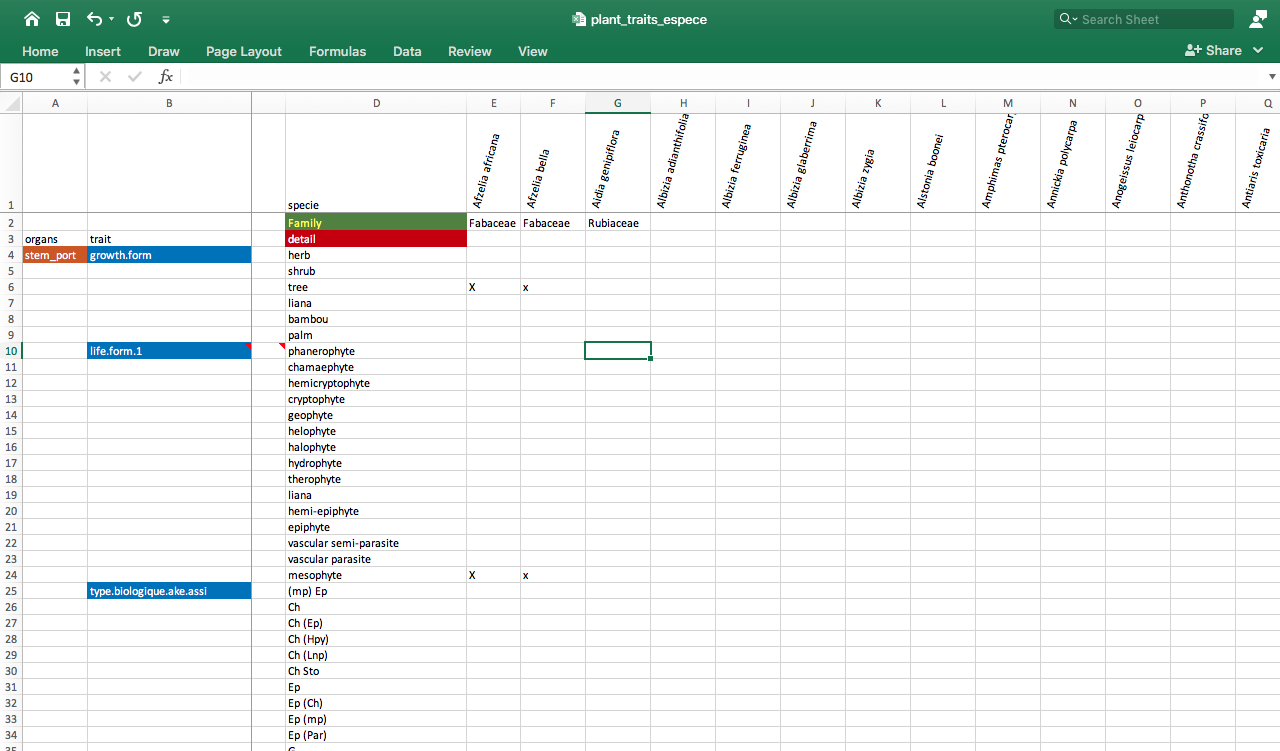 plant_traits_espece
Search Sheet
Home Insert Draw Page Layout Formulas Data Review View Share
G10 fx
A B D E F G H I J K L M N O P Q
1 specie Afzelia africana Afzelia bella Aidia genipiflora Albizia adianthifolia Albizia ferruginea Albizia glaberrima Albizia zygia Alstonia boonei Amphimas pterocar Annickia polycarpa Anogeissus leiocarp Anthonotha crassifo Antiaris toxicaria
2 Family Fabaceae Fabaceae Rubiaceae
3 organs trait detail
4 stem_port growth.form herb
5 shrub
6 tree X x
7 liana
8 bambou
9 palm
10 life.form.1 phanerophyte
11 chamaephyte
12 hemicryptophyte
13 cryptophyte
14 geophyte
15 helophyte
16 halophyte
17 hydrophyte
18 therophyte
19 liana
20 hemi-epiphyte
21 epiphyte
22 vascular semi-parasite
23 vascular parasite
24 mesophyte X x
25 type.biologique.ake.assi (mp) Ep
26 Ch
27 Ch (Ep)
28 Ch (Hpy)
29 Ch (Lnp)
30 Ch Sto
31 Ep
32 Ep (Ch)
33 Ep (mp)
34 Ep (Par)
35 G